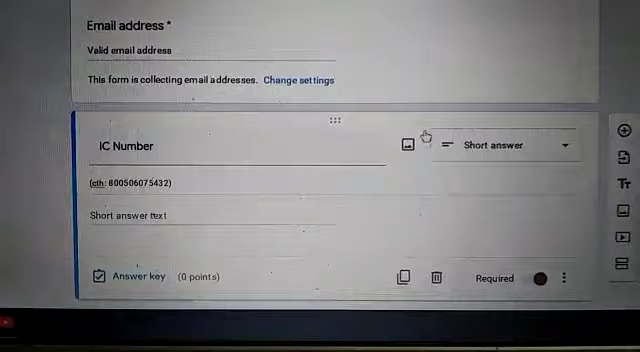 Email address *
Valid email address
This form is collecting email addresses. Change settings
IC Number
Short answer
(cth: 800506075432)
Short answer text
Answer key (0 points)
Required
Tт